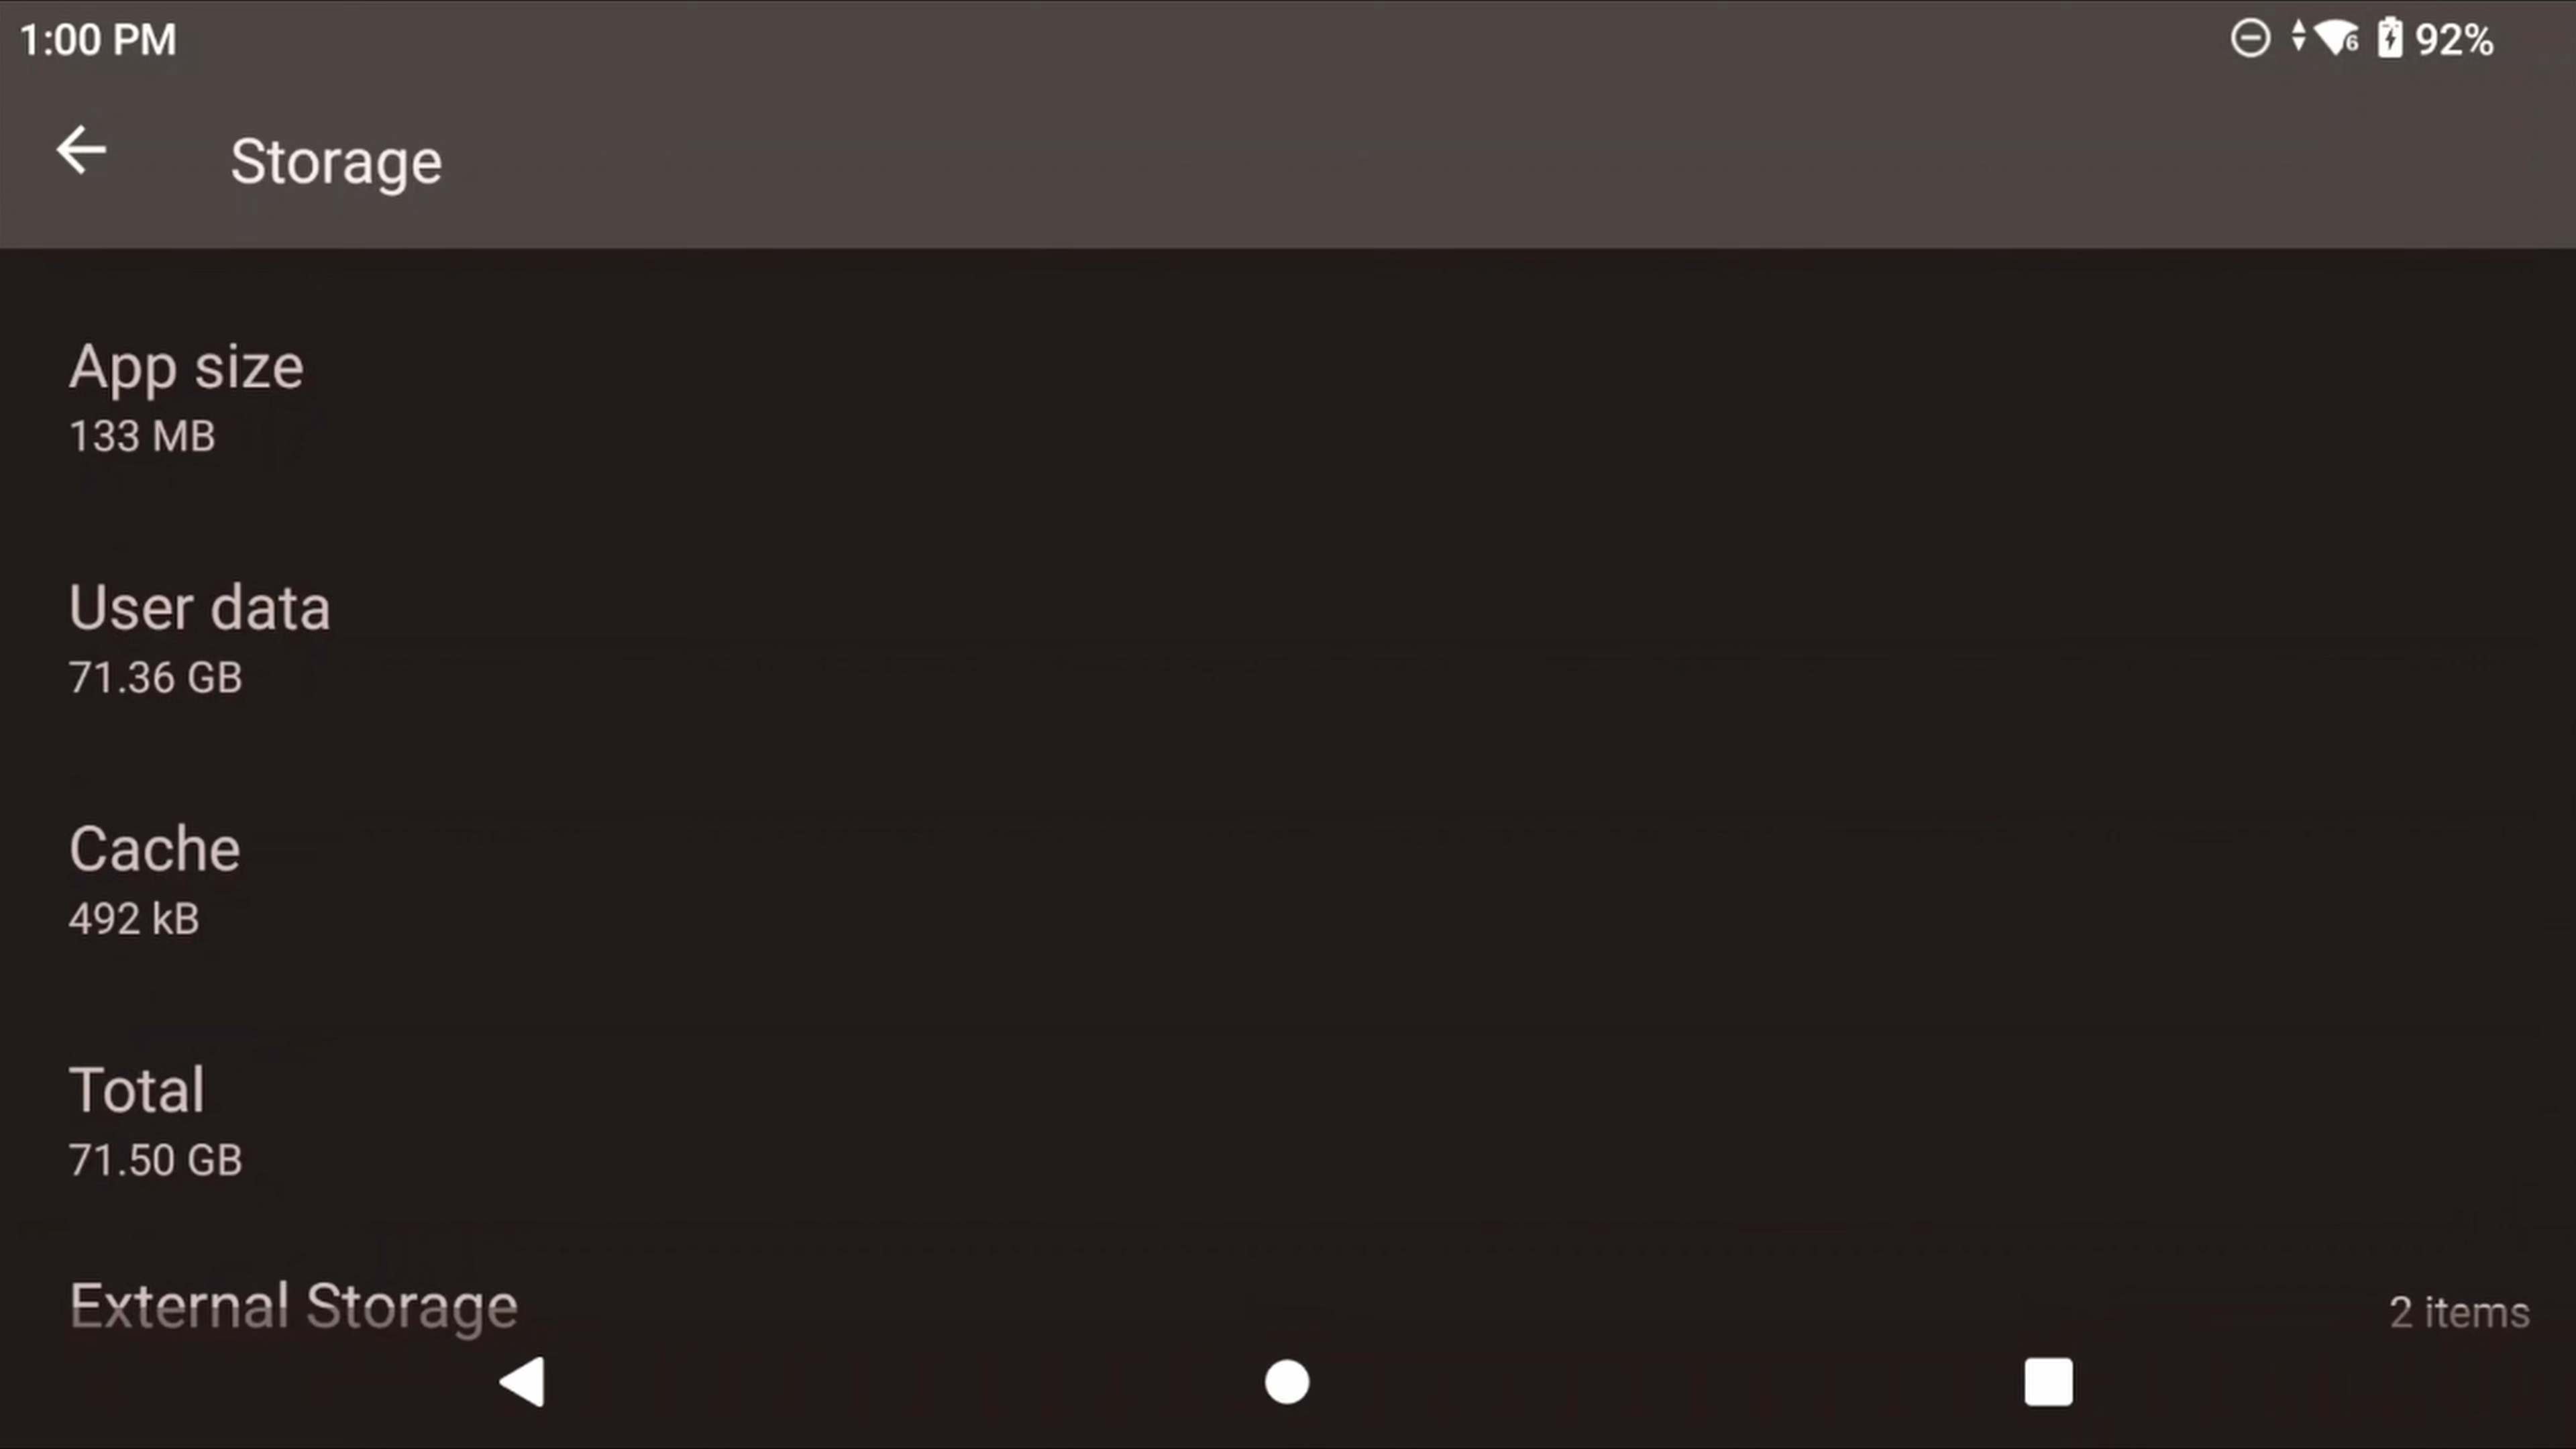 1:00 PM
6 92%
Storage
App size
133 MB
User data
71.36 GB
Cache
492 kB
Total
71.50 GB
External Storage
2 items